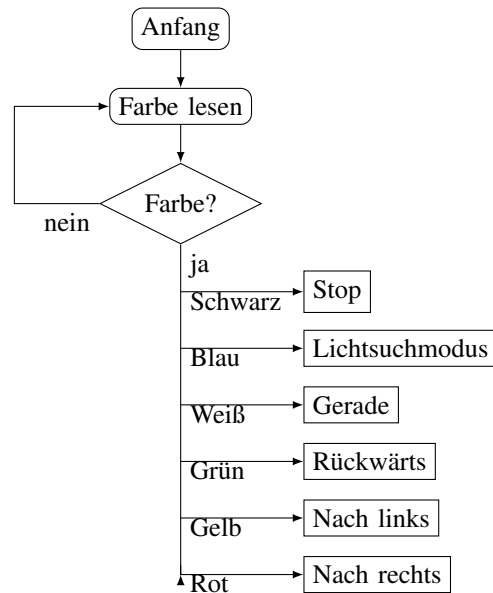 Anfang
Farbe lesen
Farbe?
nein
ja
Schwarz
Stop
Blau
Lichtsuchmodus
Weiß
Gerade
Grün
Rückwärts
Gelb
Nach links
Rot
Nach rechts